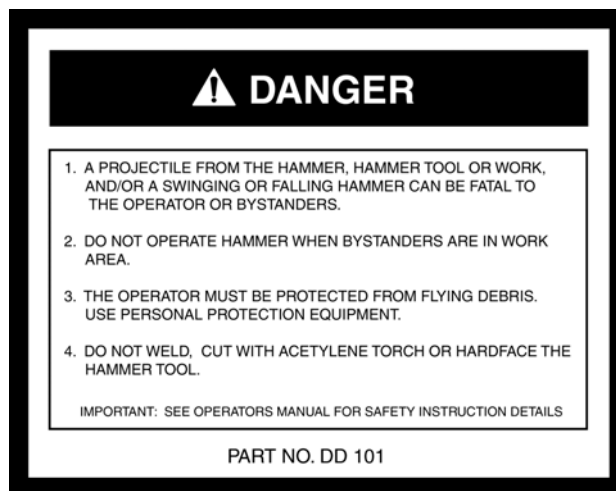 DANGER
1. A PROJECTILE FROM THE HAMMER, HAMMER TOOL OR WORK,
AND/OR A SWINGING OR FALLING HAMMER CAN BE FATAL TO
THE OPERATOR OR BYSTANDERS.
2. DO NOT OPERATE HAMMER WHEN BYSTANDERS ARE IN WORK
AREA.
3. THE OPERATOR MUST BE PROTECTED FROM FLYING DEBRIS.
USE PERSONAL PROTECTION EQUIPMENT.
4. DO NOT WELD, CUT WITH ACETYLENE TORCH OR HARDFACE THE
HAMMER TOOL.
IMPORTANT: SEE OPERATORS MANUAL FOR SAFETY INSTRUCTION DETAILS
PART NO. DD 101